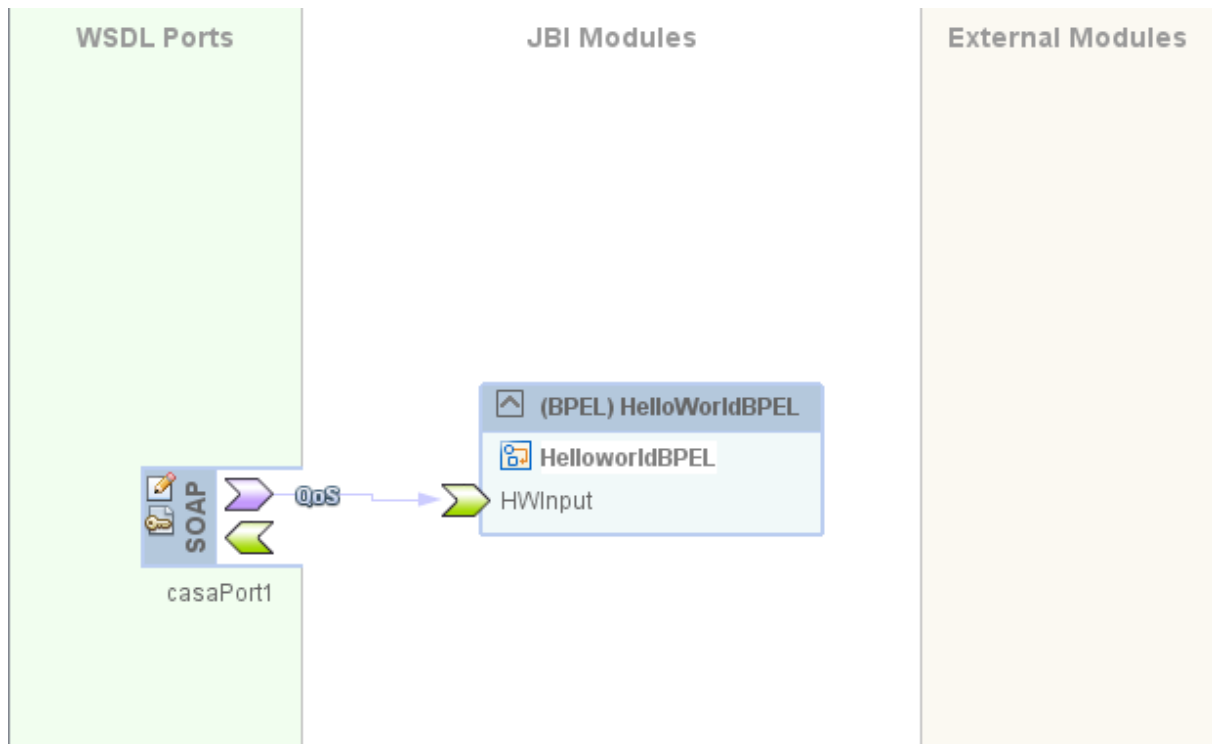 WSDL Ports
JBI Modules
External Modules
(BPEL) HelloWorldBPEL
HelloworldBPEL
SOAP
QoS
HWInput
casaPort1